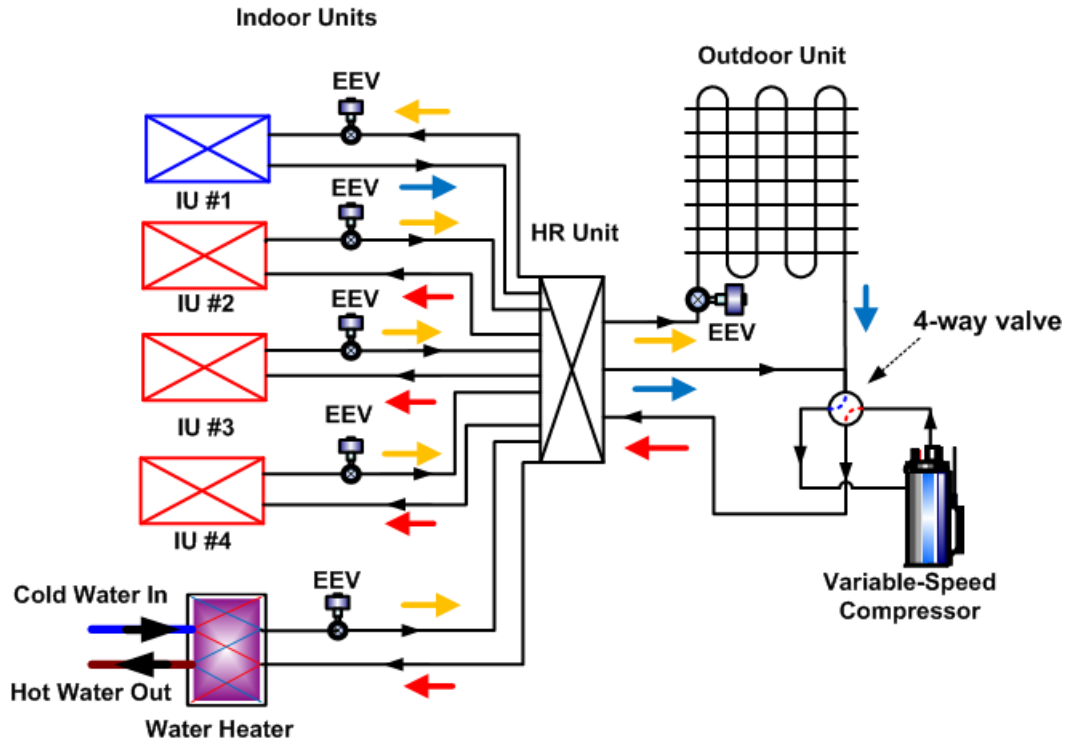 Indoor Units
Outdoor Unit
EEV
IU #1
EEV
HR Unit
IU #2
EEV
EEV
4-way valve
IU #3
EEV
IU #4
Variable-Speed
Compressor
EEV
Cold Water In
Hot Water Out
Water Heater